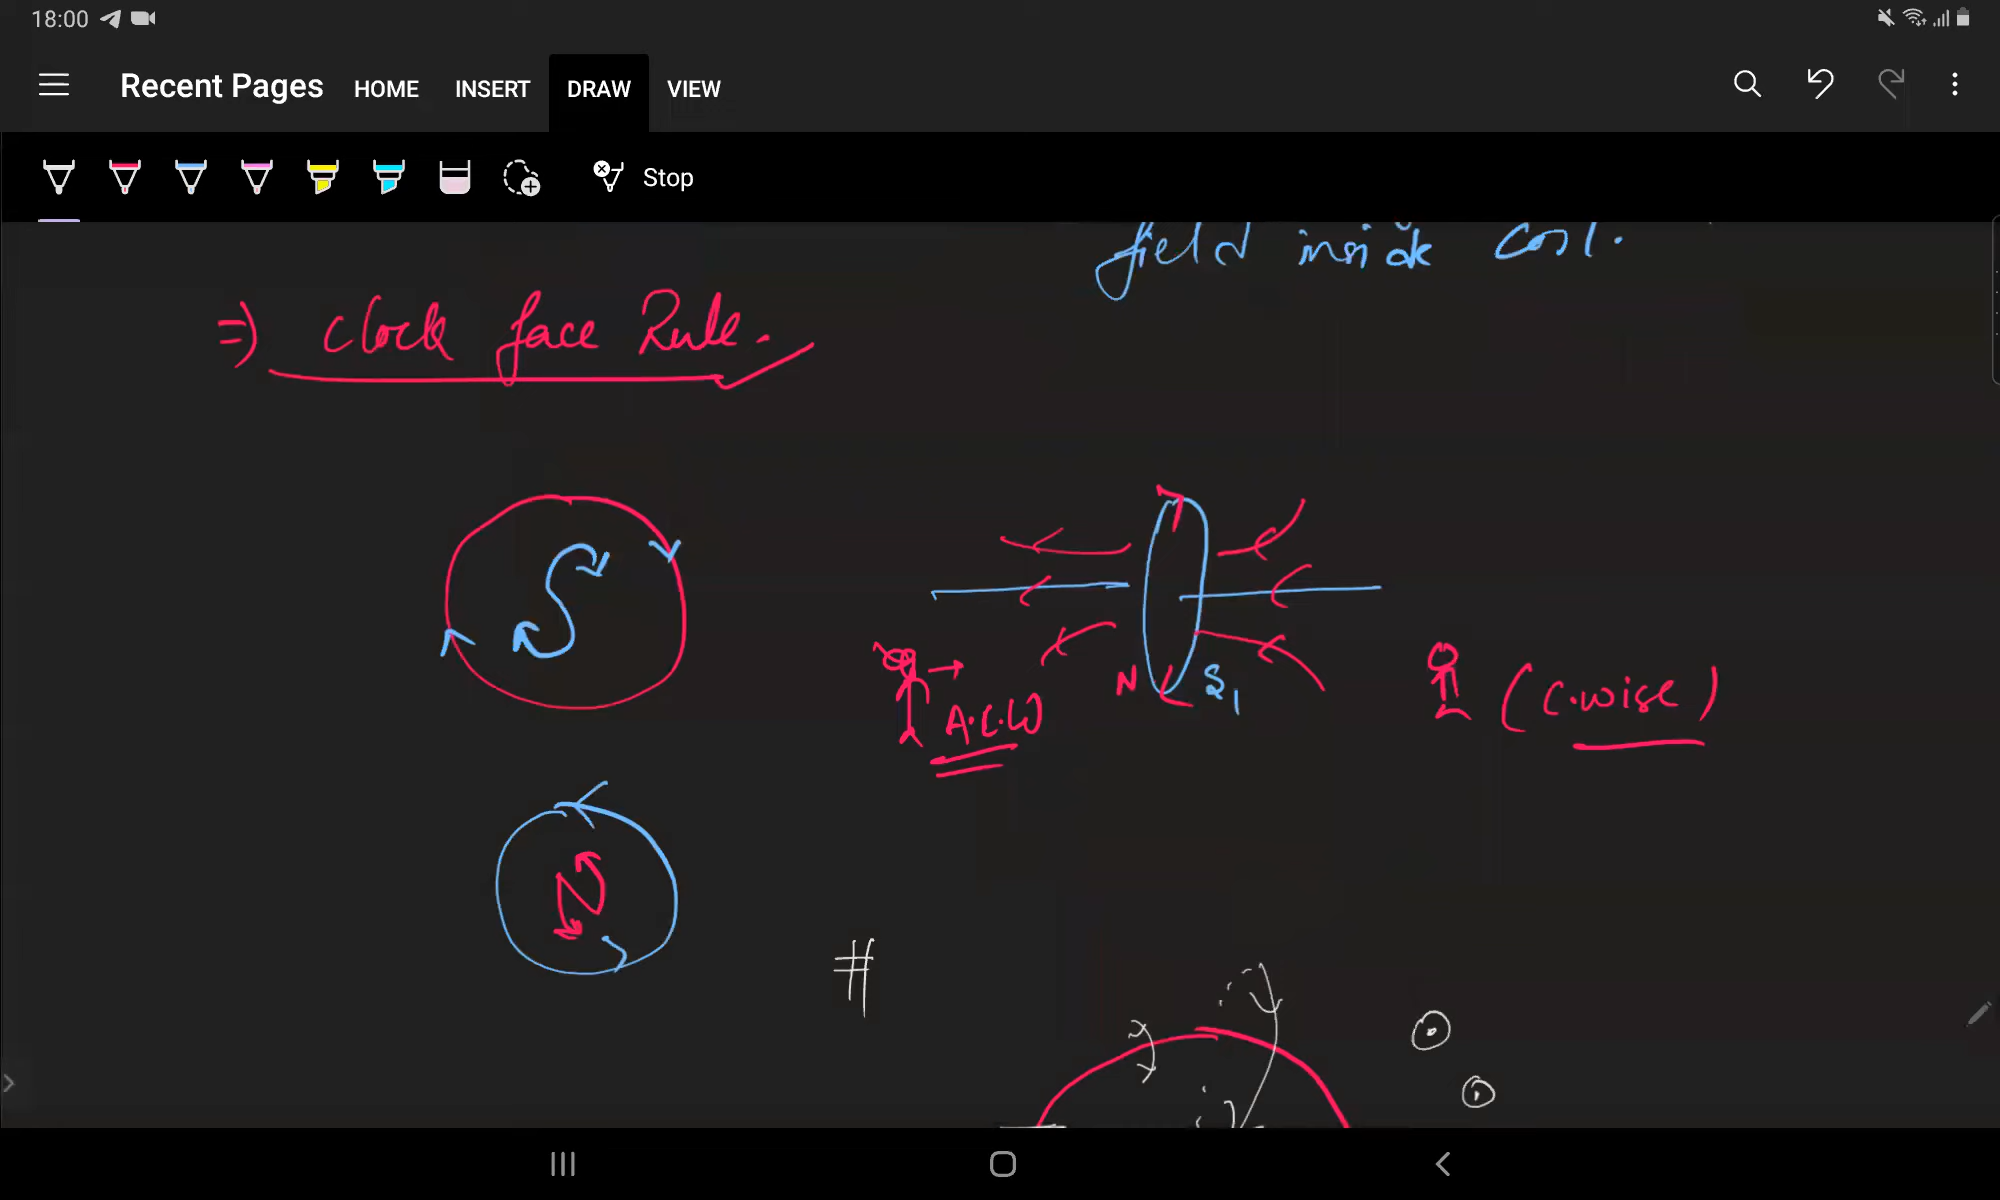 18:00
Recent Pages HOME INSERT DRAW VIEW
Stop
field inside coil.
=) Clock face Rule.
S
N S
A.C.W
(C.wise)
N
#